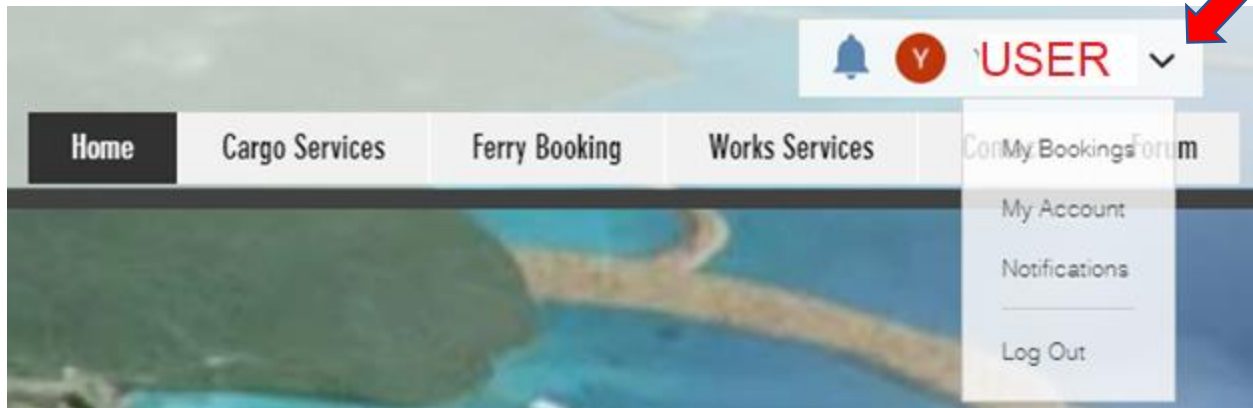 Y USER
Home Cargo Services Ferry Booking Works Services
My Bookings
My Account
Notifications
Log Out